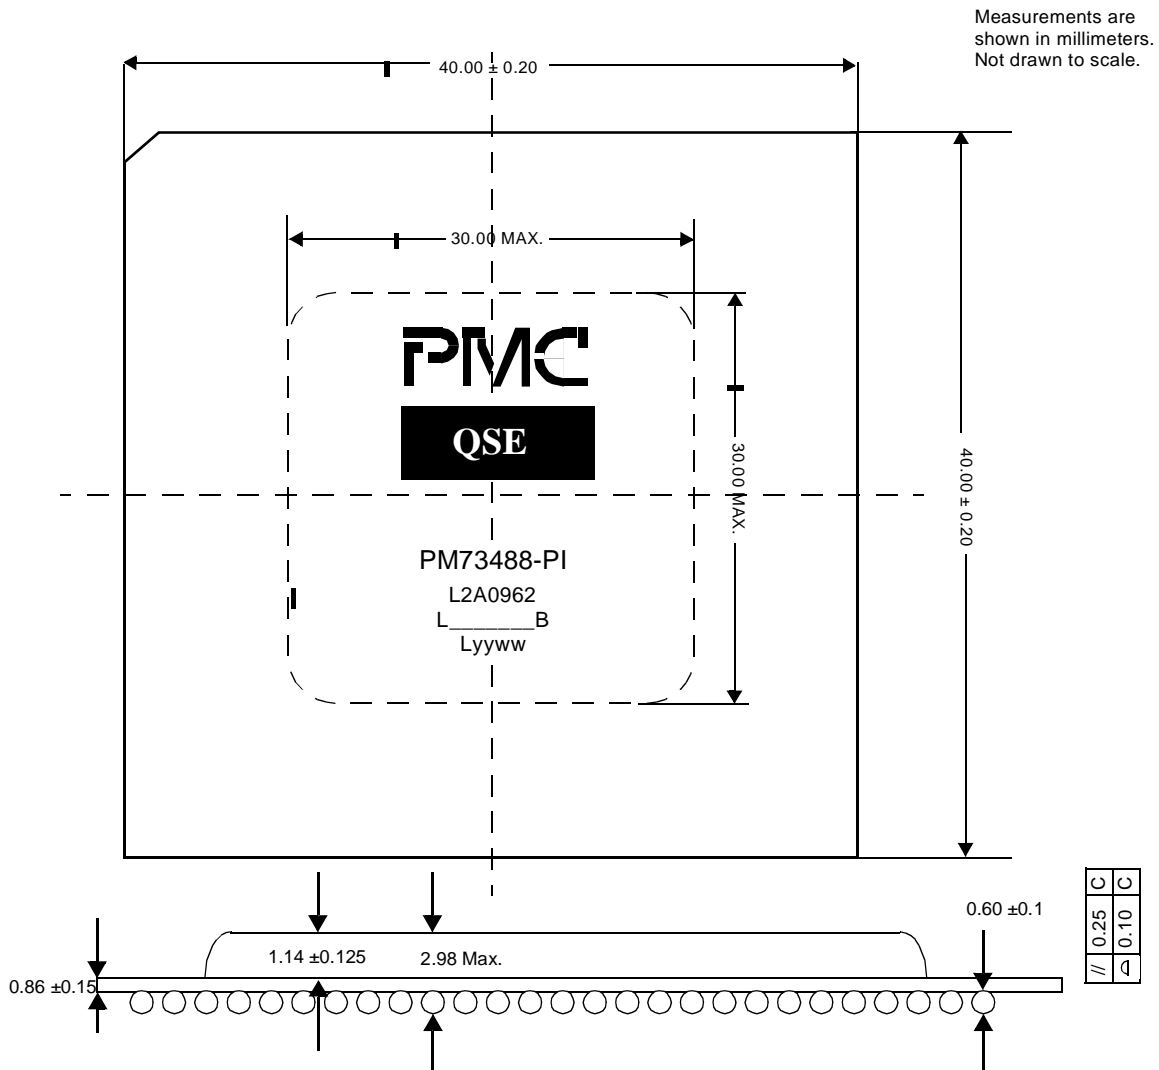 Measurements are
shown in millimeters.
Not drawn to scale.
40.00 ± 0.20
30.00 MAX.
PMC
QSE
30.00 MAX.
40.00 ± 0.20
PM73488-PI
L2A0962
L_______B
Lyyww
0.60 ±0.1
1.14 ±0.125
2.98 Max.
0.86 ±0.15
// 0.25 C
⌓ 0.10 C